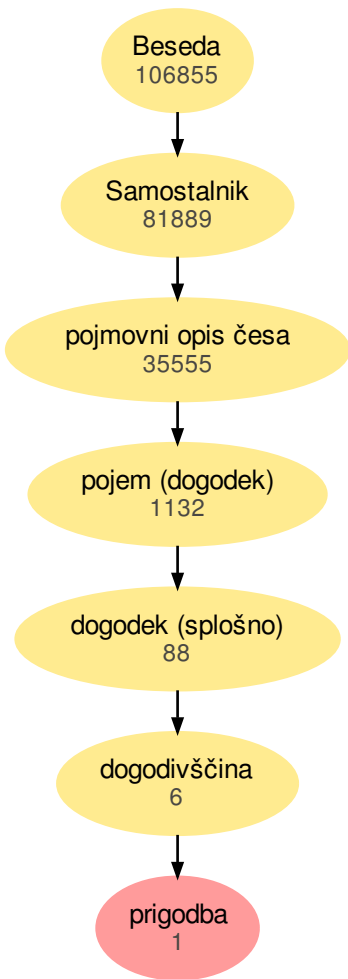 Beseda
106855
Samostalnik
81889
pojmovni opis česa
35555
pojem (dogodek)
1132
dogodek (splošno)
88
dogodivščina
6
prigodba
1